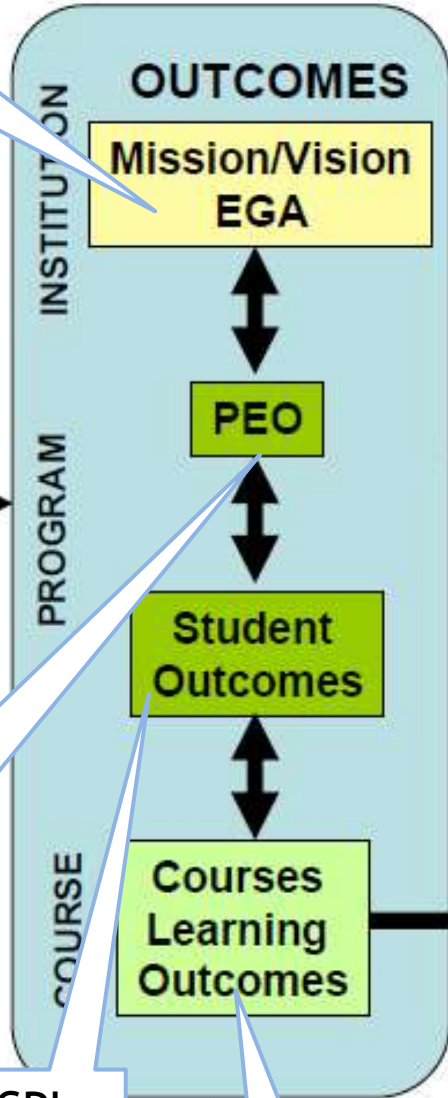 OUTCOMES
INSTITUTION
Mission/Vision
EGA
PROGRAM
PEO
Student
Outcomes
COURSE
Courses
Learning
Outcomes